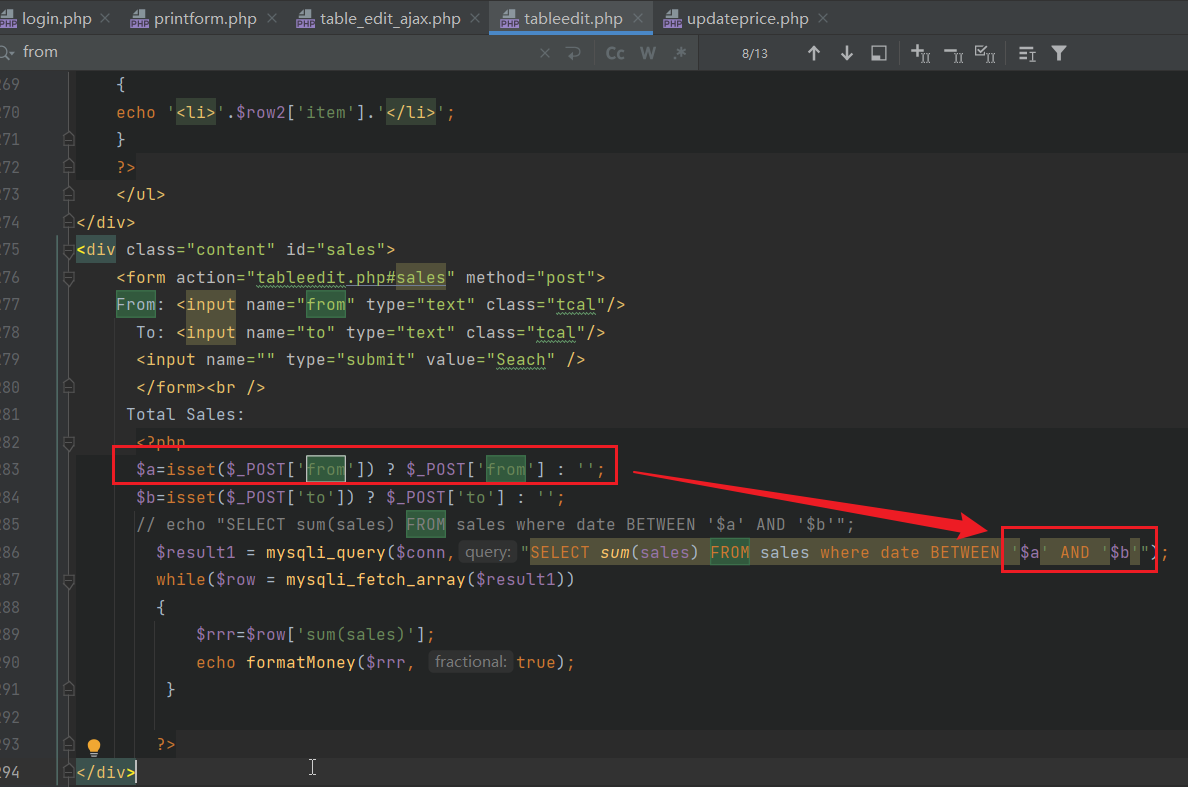 login.php
printform.php
table_edit_ajax.php
tableedit.php
updateprice.php
from
Cc W .*
8/13
269 {
270 echo '<li>'.$row2['item'].'</li>';
271 }
272 ?>
273 </ul>
274 </div>
275 <div class="content" id="sales">
276 <form action="tableedit.php#sales" method="post">
277 From: <input name="from" type="text" class="tcal"/>
278 To: <input name="to" type="text" class="tcal"/>
279 <input name="" type="submit" value="Seach" />
280 </form><br />
281 Total Sales:
282 <?php
283 $a=isset($_POST['from']) ? $_POST['from'] : '';
284 $b=isset($_POST['to']) ? $_POST['to'] : '';
285 // echo "SELECT sum(sales) FROM sales where date BETWEEN '$a' AND '$b'";
286 $result1 = mysqli_query($conn, query: "SELECT sum(sales) FROM sales where date BETWEEN '$a' AND '$b'");
287 while($row = mysqli_fetch_array($result1))
288 {
289 $rrr=$row['sum(sales)'];
290 echo formatMoney($rrr, fractional: true);
291 }
292
293 ?>
294 </div>